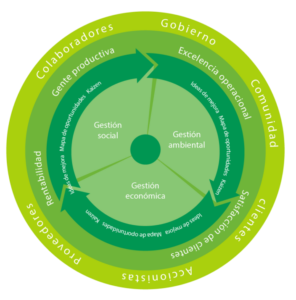 Gobierno
Comunidad
Clientes
Accionistas
Proveedores
Colaboradores
Gente productiva
Excelencia operacional
Satisfacción de clientes
Rentabilidad
Ideas de mejora Mapa de oportunidades Kaizen
Ideas de mejora Mapa de oportunidades Kaizen
Ideas de mejora Mapa de oportunidades Kaizen
Gestión
social
Gestión
ambiental
Gestión
económica